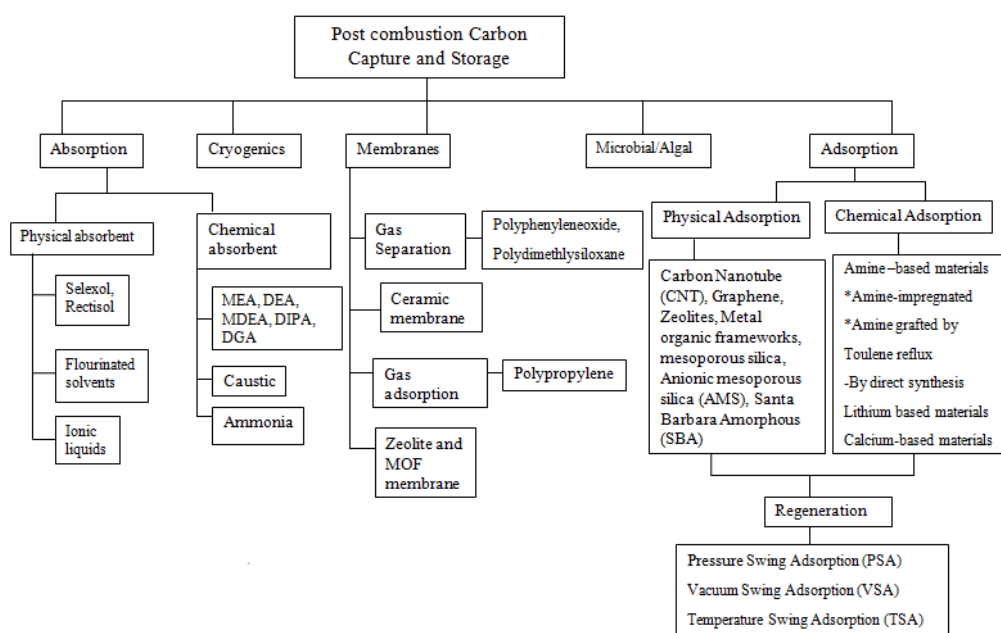 Post combustion Carbon
Capture and Storage
Absorption
Cryogenics
Membranes
Microbial/Algal
Adsorption
Physical absorbent
Chemical
absorbent
Selexol,
Rectisol
Flourinated
solvents
Ionic
liquids
MEA, DEA,
MDEA, DIPA,
DGA
Caustic
Ammonia
Gas
Separation
Polyphenyleneoxide,
Polydimethlysiloxane
Ceramic
membrane
Gas
adsorption
Polypropylene
Zeolite and
MOF
membrane
Physical Adsorption
Chemical Adsorption
Carbon Nanotube
(CNT), Graphene,
Zeolites, Metal
organic frameworks,
mesoporous silica,
Anionic mesoporous
silica (AMS), Santa
Barbara Amorphous
(SBA)
Amine –based materials
*Amine-impregnated
*Amine grafted by
Toulene reflux
-By direct synthesis
Lithium based materials
Calcium-based materials
Regeneration
Pressure Swing Adsorption (PSA)
Vacuum Swing Adsorption (VSA)
Temperature Swing Adsorption (TSA)